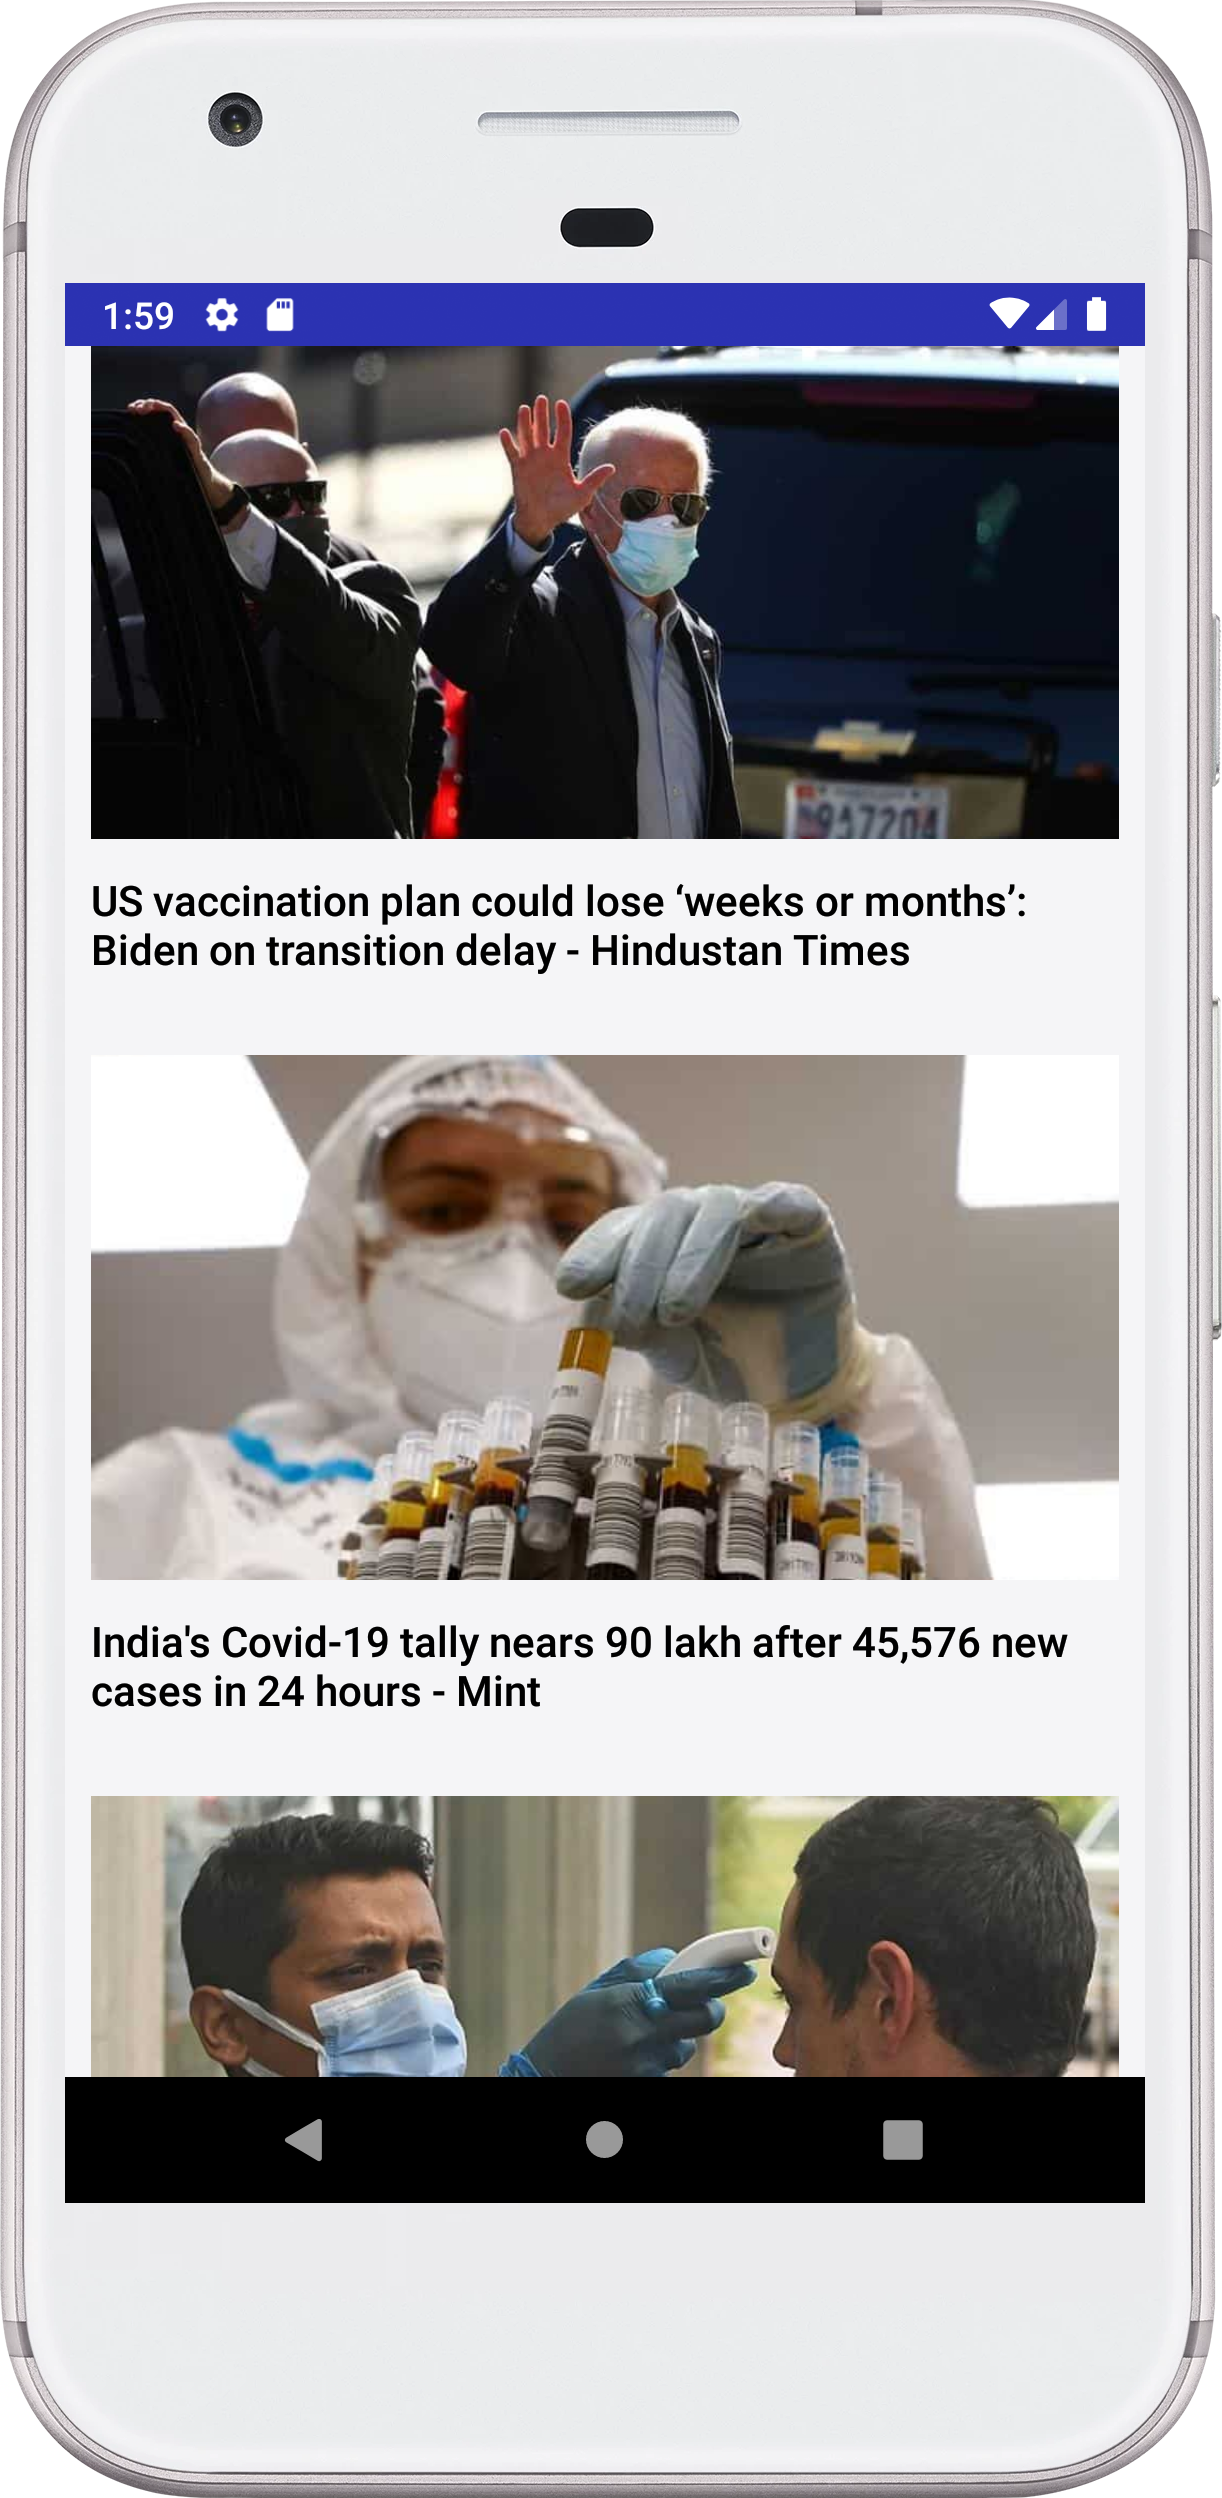 1:59
957204
US vaccination plan could lose ‘weeks or months’:
Biden on transition delay - Hindustan Times
India's Covid-19 tally nears 90 lakh after 45,576 new
cases in 24 hours - Mint